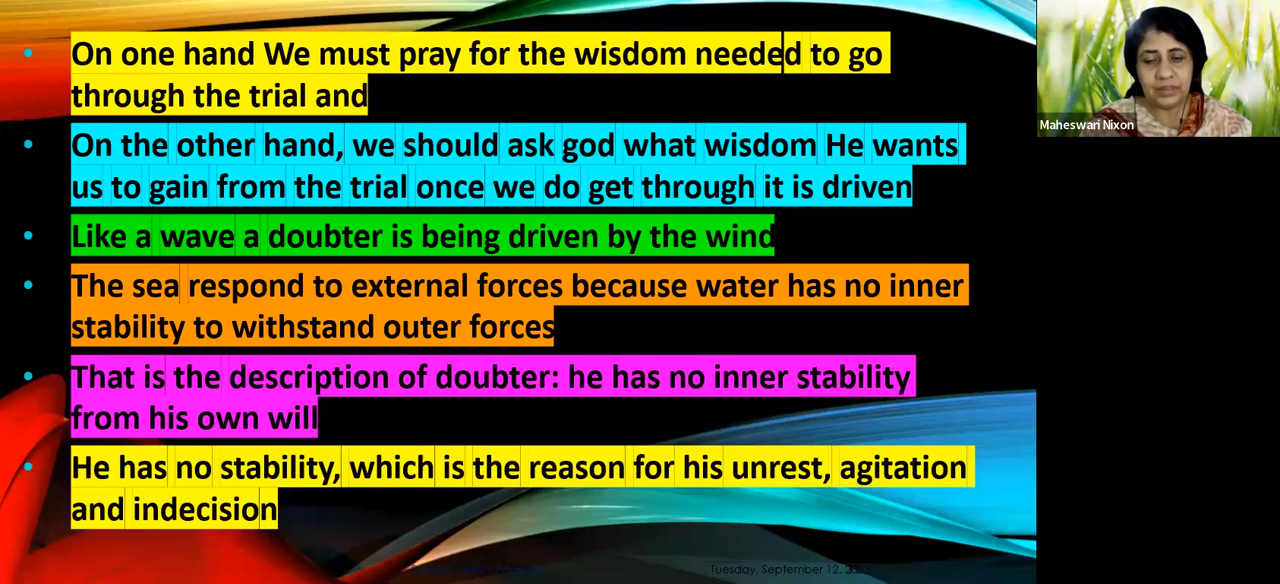 On one hand We must pray for the wisdom needed to go
through the trial and
On the other hand, we should ask god what wisdom He wants
us to gain from the trial once we do get through it is driven
Like a wave a doubter is being driven by the wind
The sea respond to external forces because water has no inner
stability to withstand outer forces
That is the description of doubter: he has no inner stability
from his own will
He has no stability, which is the reason for his unrest, agitation
and indecision
Maheswari Nixon
Tuesday, September 12,